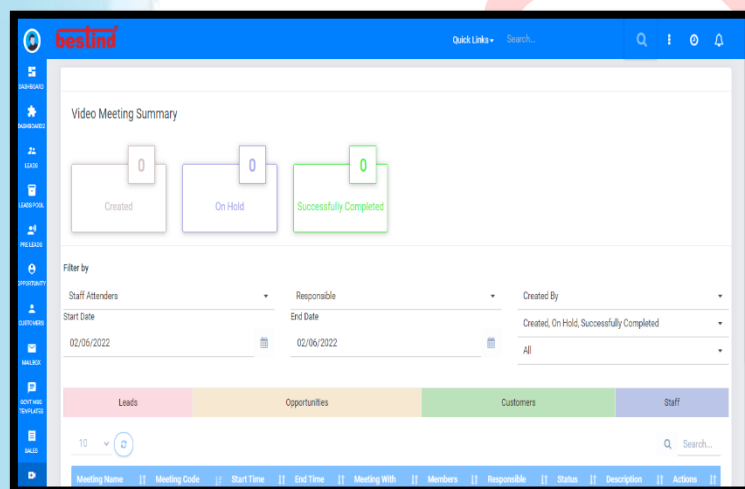 bestind
Quick Links
Search...
DASHBOARD
DASHBOARD2
LEADS
LEADS POOL
PRE LEADS
OPPORTUNITY
CUSTOMERS
MAILBOX
GOVT MSG
TEMPLATES
SALES
Video Meeting Summary
0
0
0
Created
On Hold
Successfully Completed
Filter by
Staff Attenders
Responsible
Created By
Start Date
End Date
Created, On Hold, Successfully Completed
02/06/2022
02/06/2022
All
Leads
Opportunities
Customers
Staff
10
Search...
Meeting Name
Meeting Code
Start Time
End Time
Meeting With
Members
Responsible
Status
Description
Actions